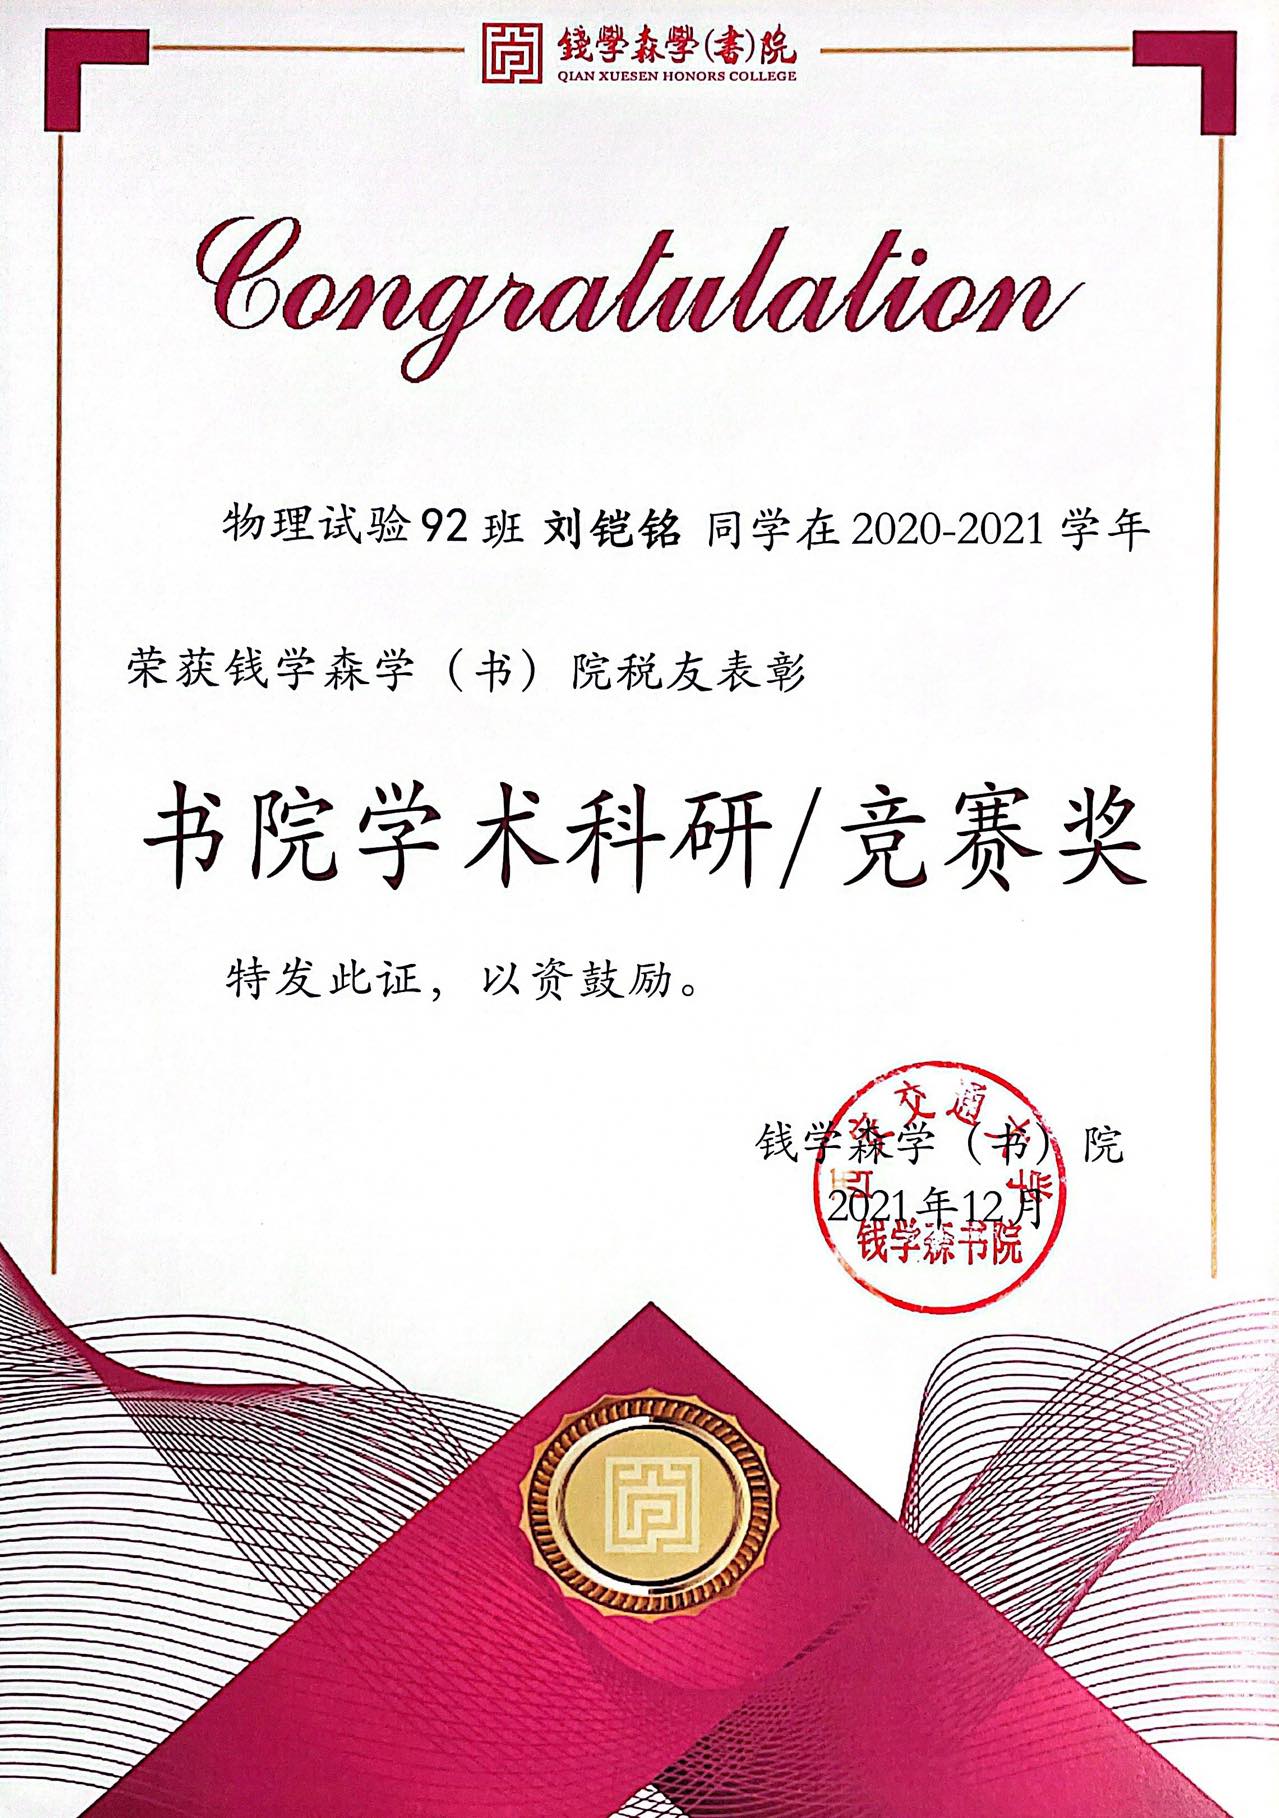 錢學森學(書)院
QIAN XUESEN HONORS COLLEGE
Congratulation
物理试验92班 刘铠铭 同学在2020-2021学年
荣获钱学森学（书）院税友表彰
书院学术科研/竞赛奖
特发此证，以资鼓励。
钱学森学（书）院
2021年12月
西安交通大学
钱学森书院